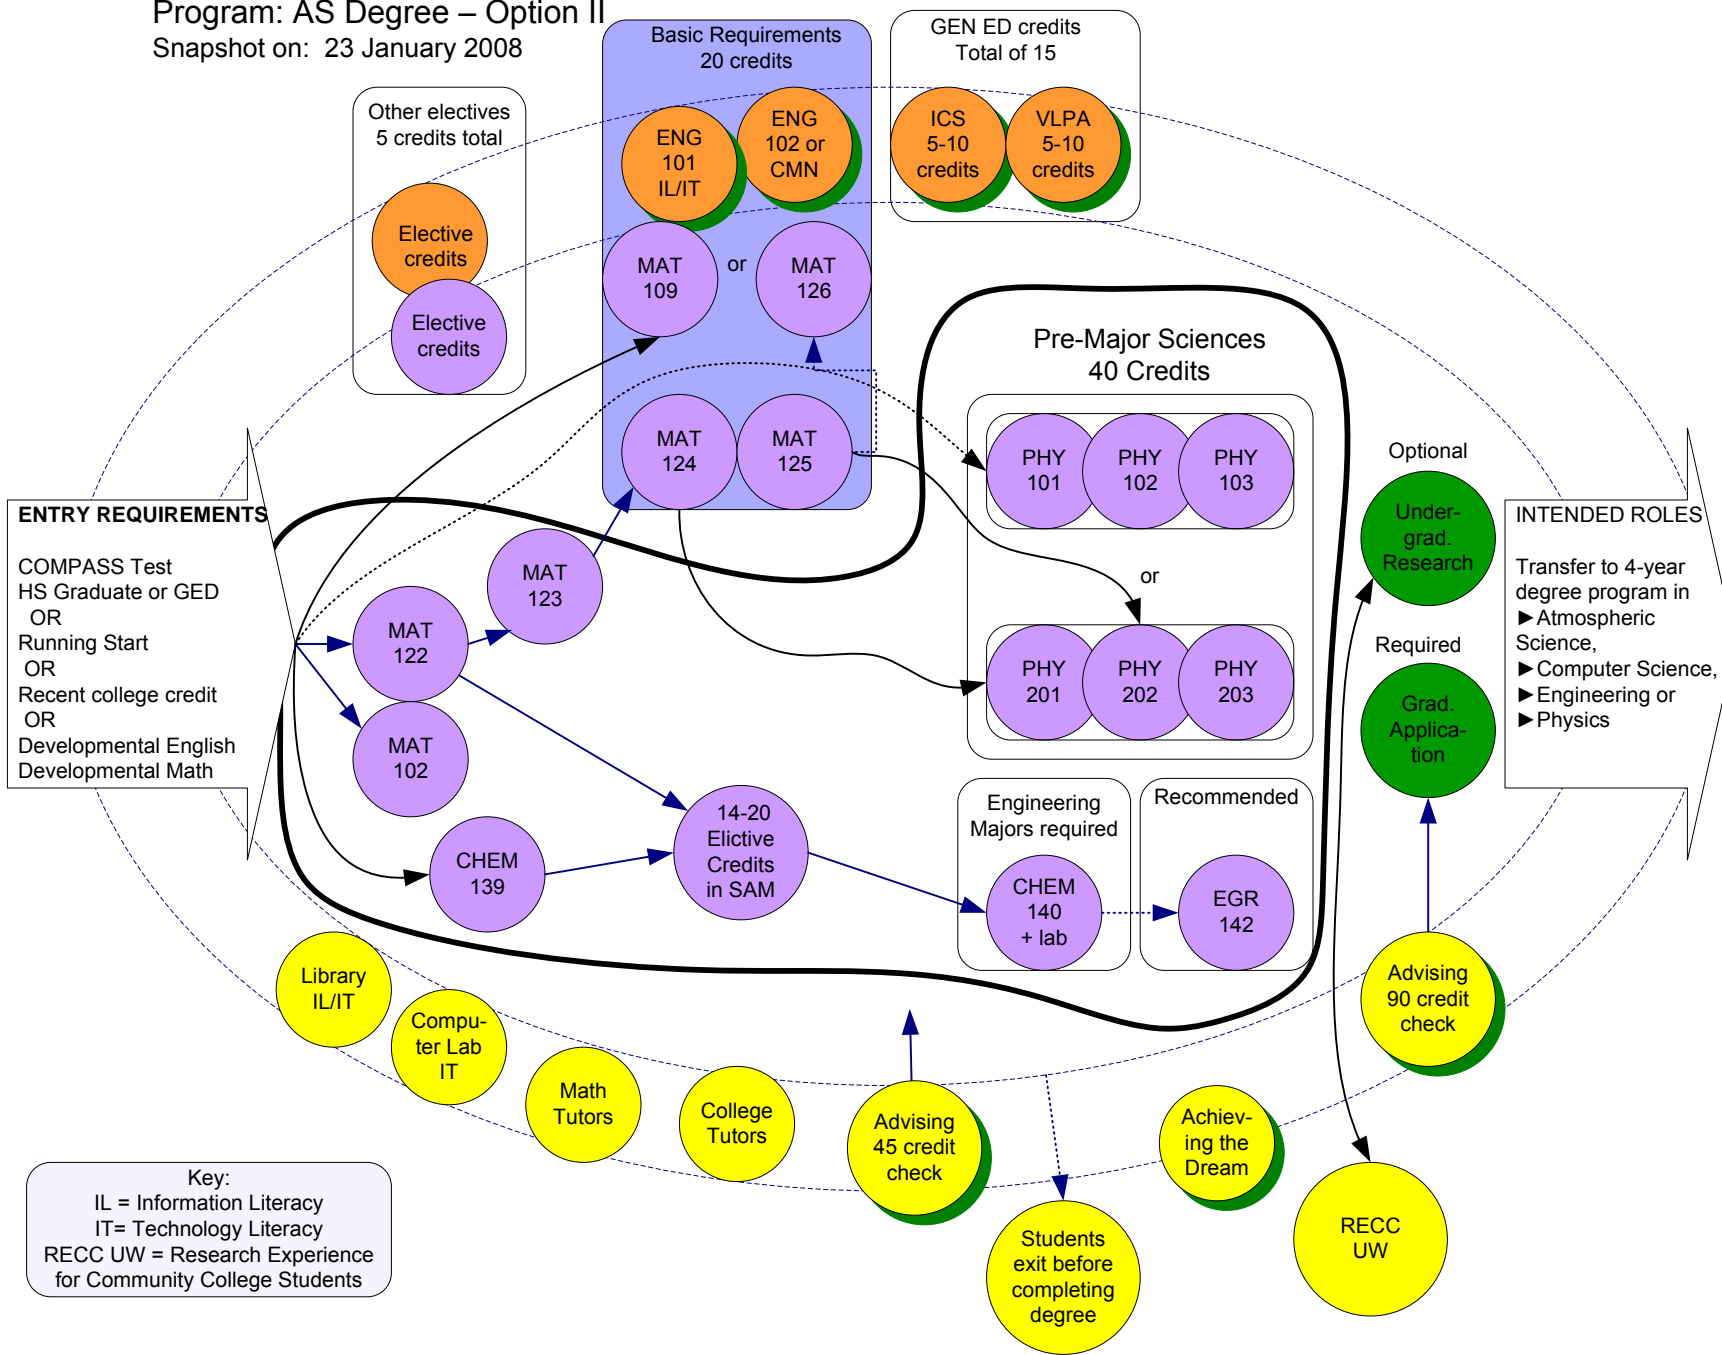 Program: AS Degree – Option II
Snapshot on:  23 January 2008
Basic Requirements
20 credits
GEN ED credits
Total of 15
Other electives
5 credits total
ENG
101
IL/IT
ENG
102 or
CMN
ICS
5-10
credits
VLPA
5-10
credits
Elective
credits
Elective
credits
MAT
109
or
MAT
126
MAT
124
MAT
125
Pre-Major Sciences
40 Credits
PHY
101
PHY
102
PHY
103
or
PHY
201
PHY
202
PHY
203
ENTRY REQUIREMENTS
COMPASS Test
HS Graduate or GED
OR
Running Start
OR
Recent college credit
OR
Developmental English
Developmental Math
MAT
122
MAT
123
MAT
102
CHEM
139
14-20
Elictive
Credits
in SAM
Engineering
Majors required
CHEM
140
+ lab
Recommended
EGR
142
Optional
Under-
grad.
Research
Required
Grad.
Applica-
tion
INTENDED ROLES
Transfer to 4-year
degree program in
►Atmospheric
Science,
►Computer Science,
►Engineering or
►Physics
Library
IL/IT
Compu-
ter Lab
IT
Math
Tutors
College
Tutors
Advising
45 credit
check
Students
exit before
completing
degree
Achiev-
ing the
Dream
RECC
UW
Advising
90 credit
check
Key:
IL = Information Literacy
IT= Technology Literacy
RECC UW = Research Experience
for Community College Students